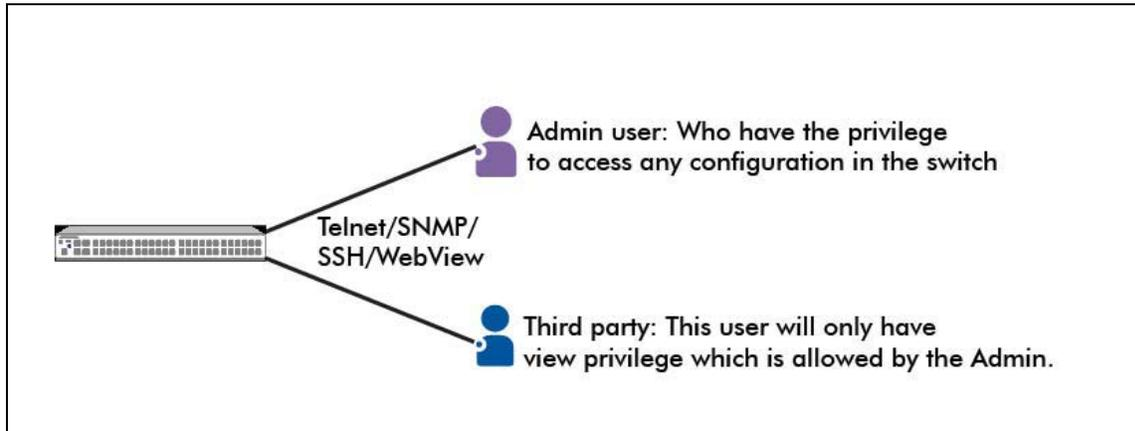 Admin user: Who have the privilege
to access any configuration in the switch
Telnet/SNMP/
SSH/WebView
Third party: This user will only have
view privilege which is allowed by the Admin.